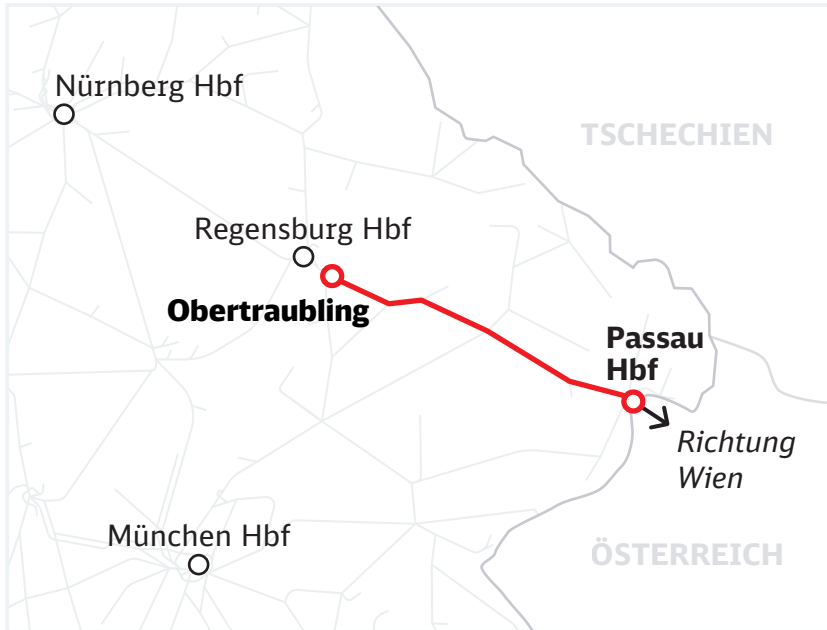 Nürnberg Hbf
TSCHECHIEN
Regensburg Hbf
Obertraubling
Passau
Hbf
Richtung
Wien
München Hbf
ÖSTERREICH